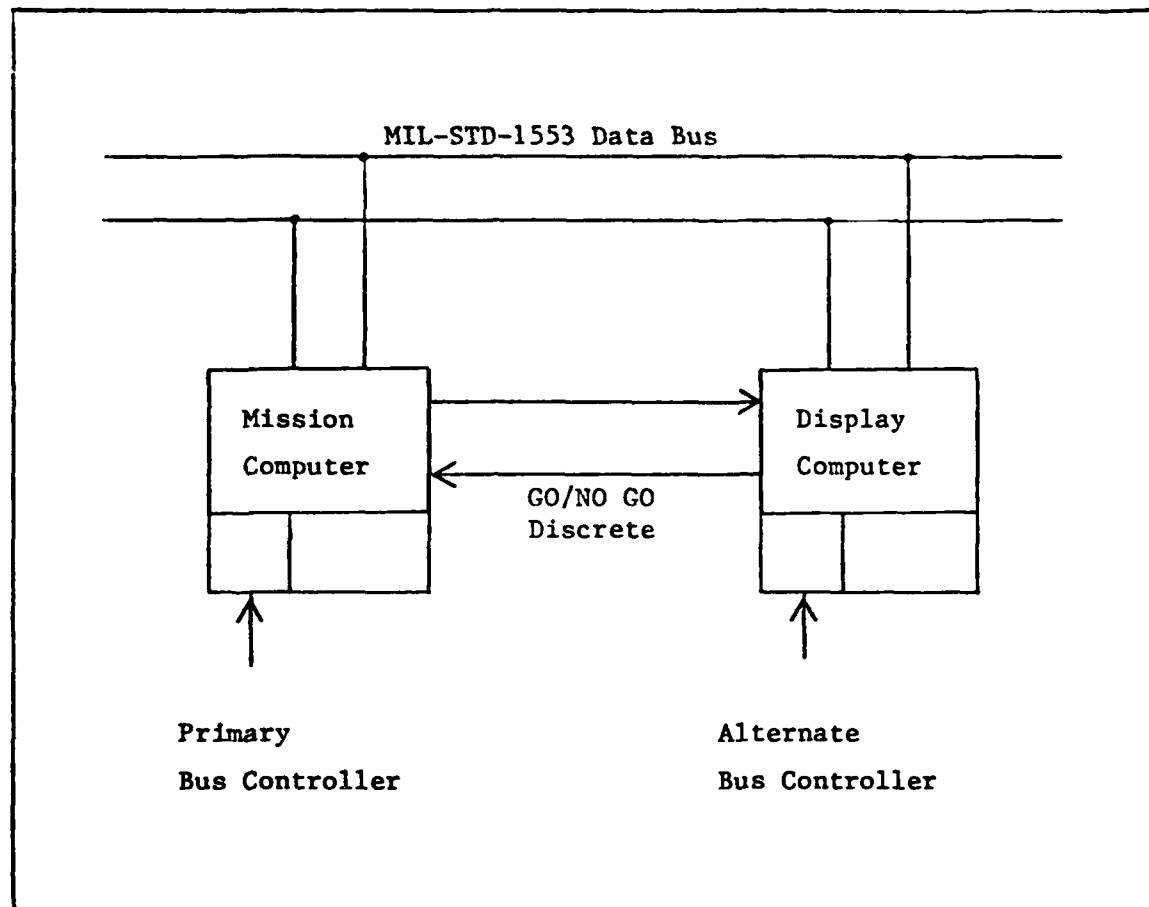 MIL-STD-1553 Data Bus
Mission
Computer
Display
Computer
GO/NO GO
Discrete
Primary
Bus Controller
Alternate
Bus Controller